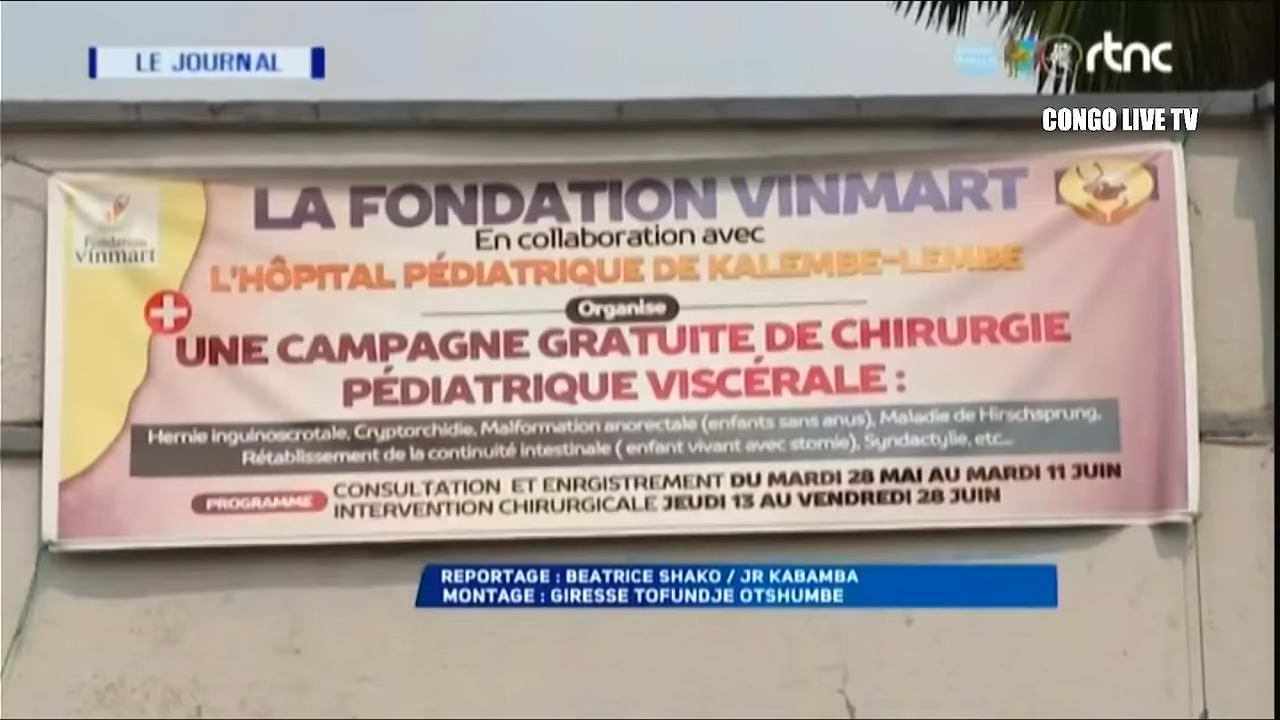 LE JOURNAL
rtnc
CONGO LIVE TV
LA FONDATION VINMART
En collaboration avec
Fondation
vinmart
L'HÔPITAL PÉDIATRIQUE DE KALEMBE-LEMBE
Organise
UNE CAMPAGNE GRATUITE DE CHIRURGIE
PÉDIATRIQUE VISCÉRALE :
Hernie inguinoscrotale, Cryptorchidie, Malformation anorectale (enfants sans anus), Maladie de Hirschsprung,
Rétablissement de la continuité intestinale ( enfant vivant avec stomie), Syndactylie, etc...
PROGRAMME
CONSULTATION ET ENRGISTREMENT DU MARDI 28 MAI AU MARDI 11 JUIN
INTERVENTION CHIRURGICALE JEUDI 13 AU VENDREDI 28 JUIN
REPORTAGE : BEATRICE SHAKO / JR KABAMBA
MONTAGE : GIRESSE TOFUNDJE OTSHUMBE